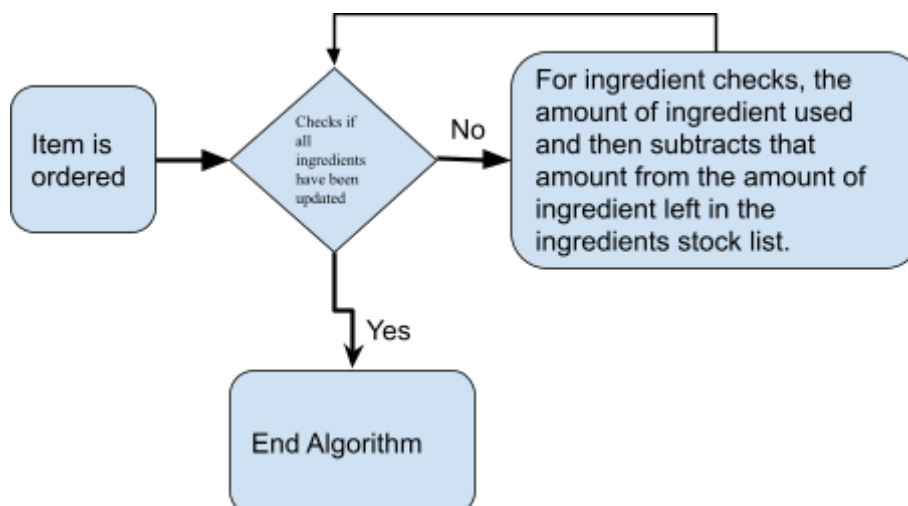 Item is
ordered
Checks if
all
ingredients
have been
updated
No
For ingredient checks, the
amount of ingredient used
and then subtracts that
amount from the amount of
ingredient left in the
ingredients stock list.
Yes
End Algorithm